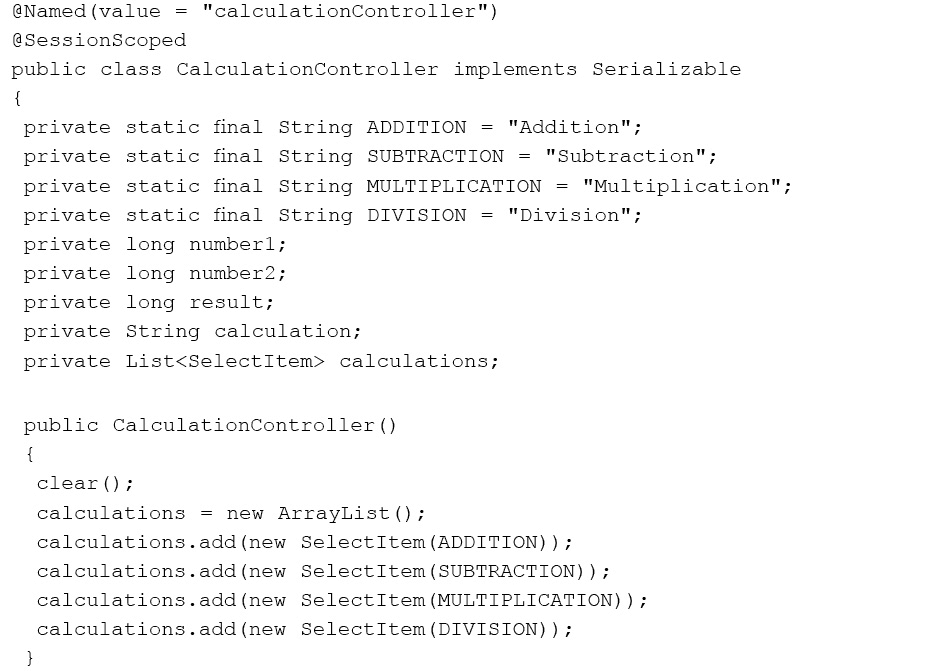 @Named(value = "calculationController")
@SessionScoped
public class CalculationController implements Serializable
{
private static final String ADDITION = "Addition";
private static final String SUBTRACTION = "Subtraction";
private static final String MULTIPLICATION = "Multiplication";
private static final String DIVISION = "Division";
private long number1;
private long number2;
private long result;
private String calculation;
private List<SelectItem> calculations;
public CalculationController()
{
clear();
calculations = new ArrayList();
calculations.add(new SelectItem(ADDITION));
calculations.add(new SelectItem(SUBTRACTION));
calculations.add(new SelectItem(MULTIPLICATION));
calculations.add(new SelectItem(DIVISION));
}